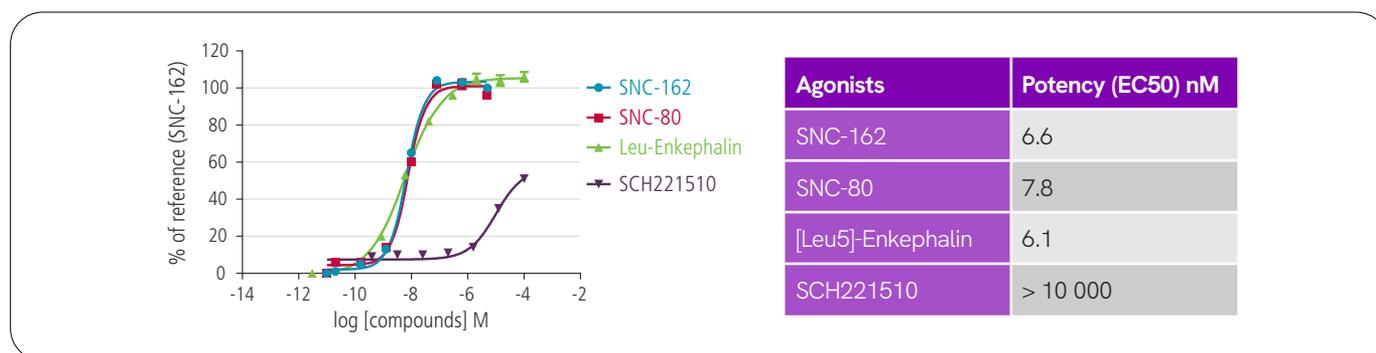 % of reference (SNC-162)
120
100
80
60
40
20
0
-14 -12 -10 -8 -6 -4 -2
log [compounds] M
SNC-162
SNC-80
Leu-Enkephalin
SCH221510
Agonists Potency (EC50) nM
SNC-162 6.6
SNC-80 7.8
[Leu5]-Enkephalin 6.1
SCH221510 > 10 000